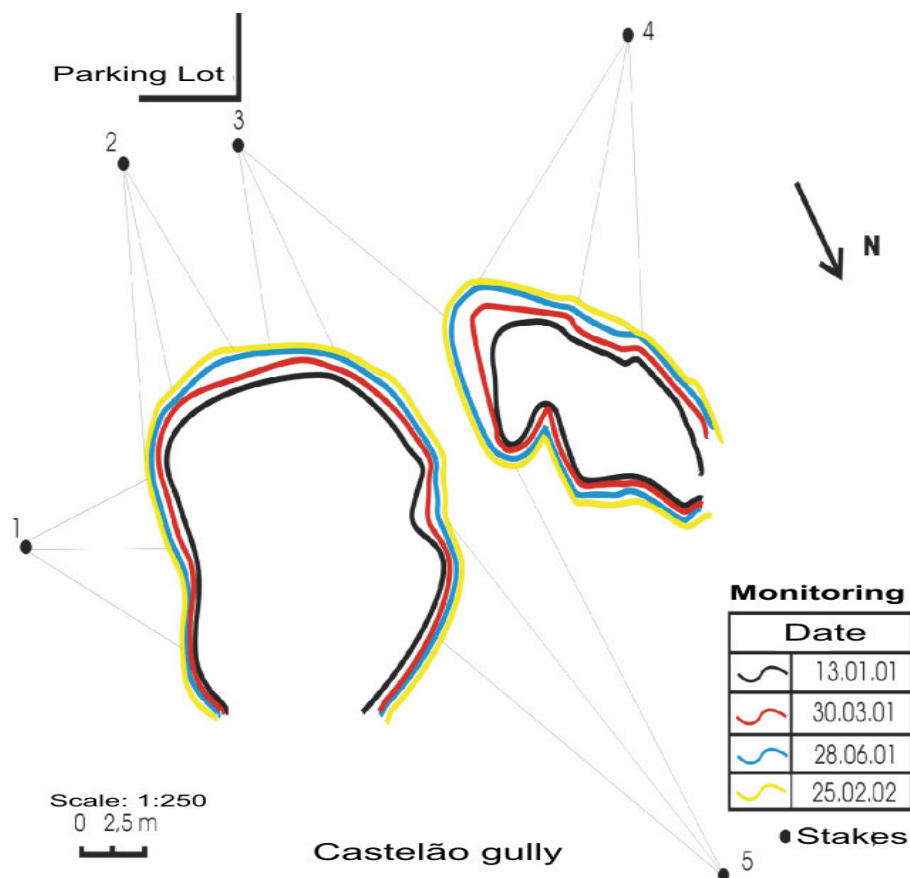 Parking Lot
4
3
2
N
1
Monitoring
Date
13.01.01
30.03.01
28.06.01
25.02.02
Scale: 1:250
0 2,5 m
Castelão gully
5
Stakes